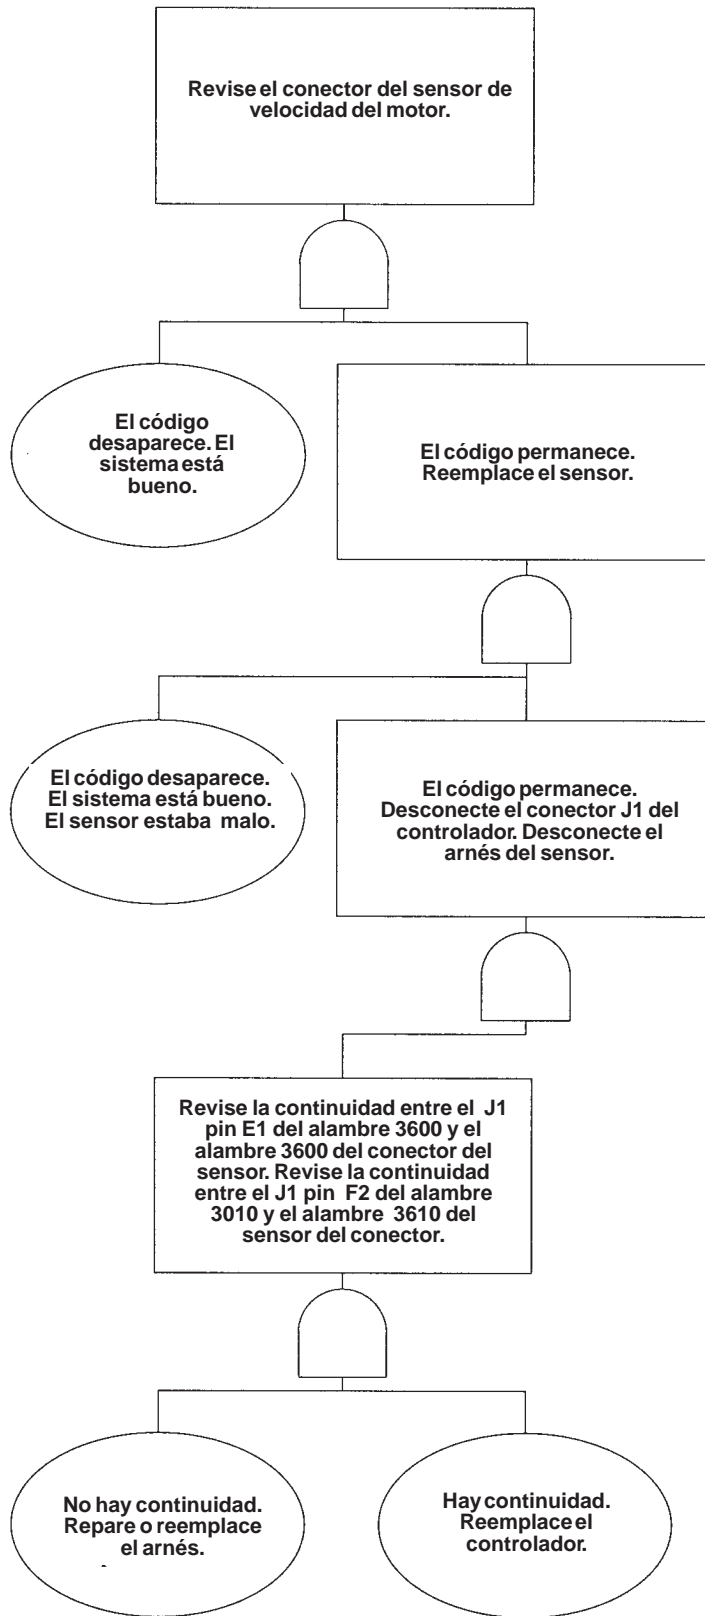 Revise el conector del sensor de
velocidad del motor.
El código
desaparece. El
sistema está
bueno.
El código permanece.
Reemplace el sensor.
El código desaparece.
El sistema está bueno.
El sensor estaba malo.
El código permanece.
Desconecte el conector J1 del
controlador. Desconecte el
arnés del sensor.
Revise la continuidad entre el J1
pin E1 del alambre 3600 y el
alambre 3600 del conector del
sensor. Revise la continuidad
entre el J1 pin F2 del alambre
3010 y el alambre 3610 del
sensor del conector.
No hay continuidad.
Repare o reemplace
el arnés.
Hay continuidad.
Reemplace el
controlador.